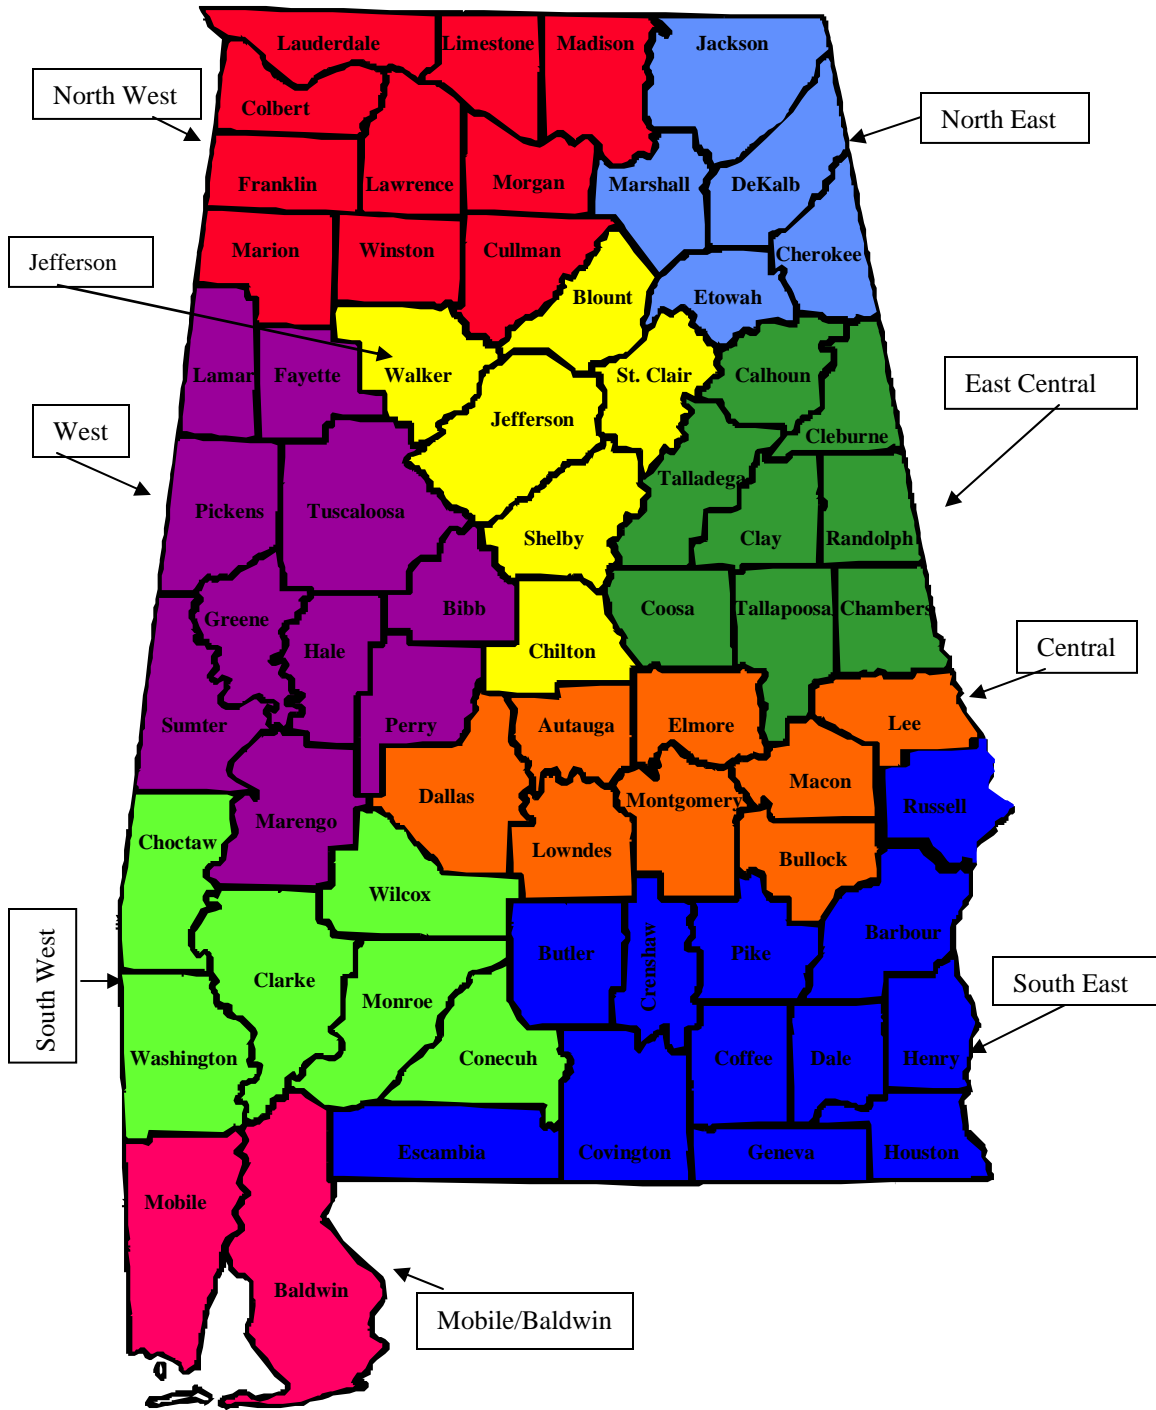 Lauderdale
Limestone
Madison
Jackson
North West
Colbert
North East
Franklin
Lawrence
Morgan
Marshall
DeKalb
Marion
Winston
Cullman
Cherokee
Jefferson
Blount
Etowah
Lamar
Fayette
Walker
St. Clair
Calhoun
East Central
Jefferson
West
Cleburne
Talladega
Pickens
Tuscaloosa
Shelby
Clay
Randolph
Greene
Bibb
Coosa
Tallapoosa
Chambers
Hale
Chilton
Central
Sumter
Perry
Autauga
Elmore
Lee
Dallas
Montgomery
Macon
Russell
Choctaw
Marengo
Lowndes
Bullock
Wilcox
South West
Clarke
Butler
Crenshaw
Pike
Barbour
Monroe
South East
Washington
Conecuh
Coffee
Dale
Henry
Escambia
Covington
Geneva
Houston
Mobile
Baldwin
Mobile/Baldwin